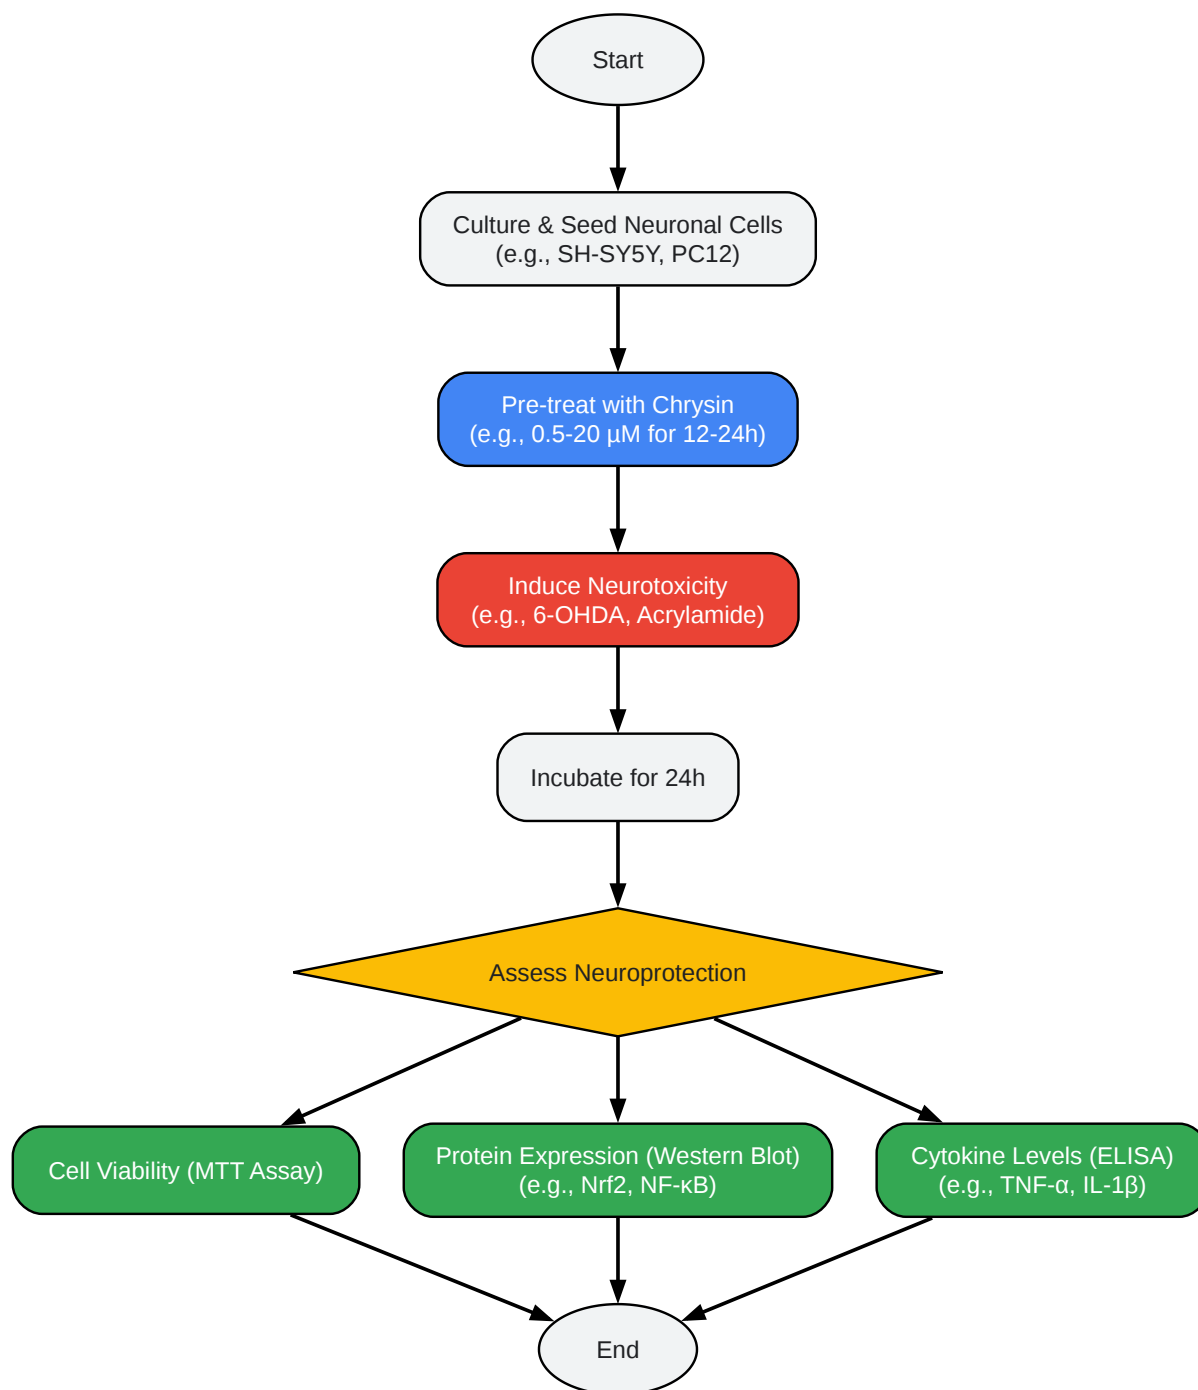 Start
Culture & Seed Neuronal Cells
(e.g., SH-SY5Y, PC12)
Pre-treat with Chrysin
(e.g., 0.5-20 µM for 12-24h)
Induce Neurotoxicity
(e.g., 6-OHDA, Acrylamide)
Incubate for 24h
Assess Neuroprotection
Cell Viability (MTT Assay)
Protein Expression (Western Blot)
(e.g., Nrf2, NF-κB)
Cytokine Levels (ELISA)
(e.g., TNF-α, IL-1β)
End